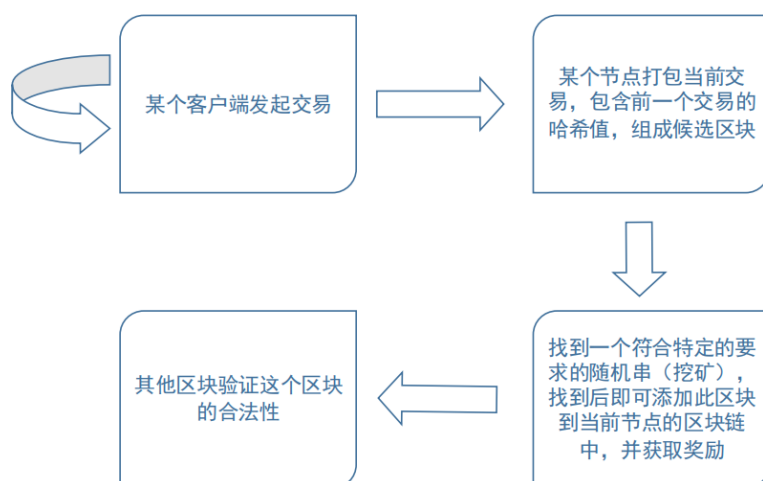 某个客户端发起交易
某个节点打包当前交
易，包含前一个交易的
哈希值，组成候选区块
找到一个符合特定的要
求的随机串（挖矿），
找到后即可添加此区块
到当前节点的区块链
中，并获取奖励
其他区块验证这个区块
的合法性